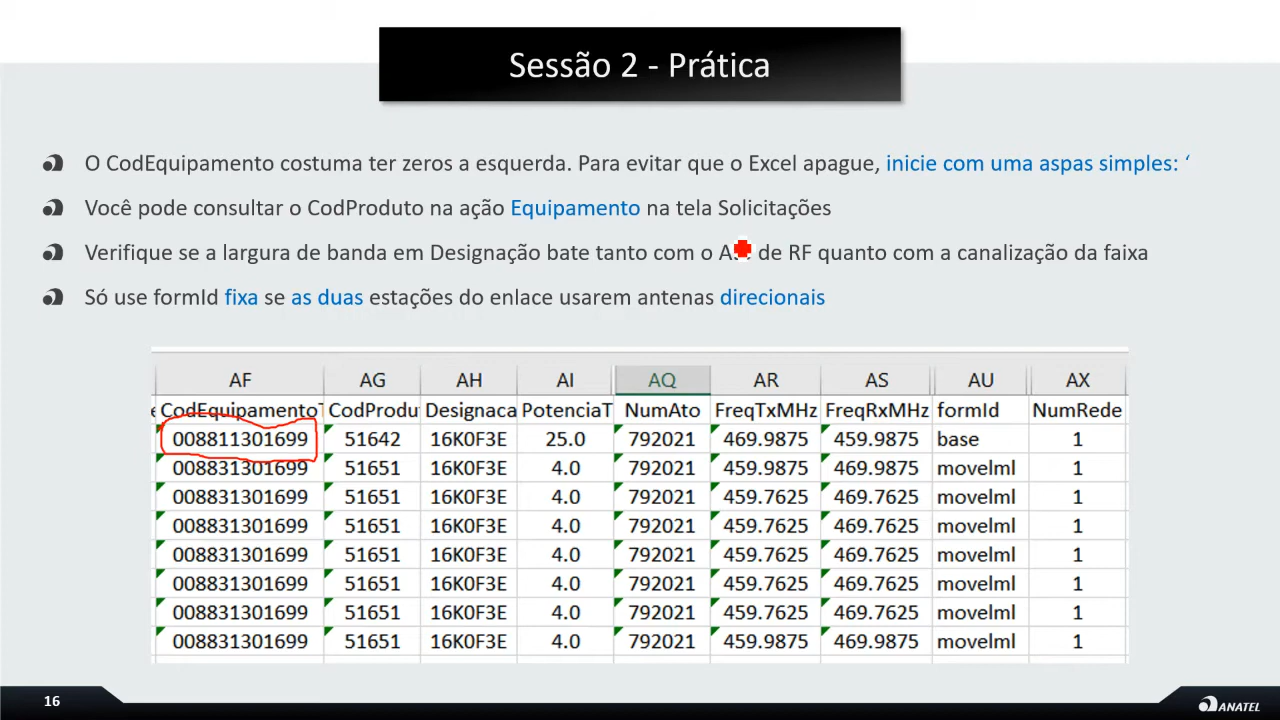 Sessão 2 - Prática
O CodEquipamento costuma ter zeros a esquerda. Para evitar que o Excel apague, inicie com uma aspas simples: ‘
Você pode consultar o CodProduto na ação Equipamento na tela Solicitações
Verifique se a largura de banda em Designação bate tanto com o de RF quanto com a canalização da faixa
Só use formId fixa se as duas estações do enlace usarem antenas direcionais
AF AG AH AI AQ AR AS AU AX
CodEquipamentoT CodProdu Designaca PotenciaT NumAto FreqTxMHz FreqRxMHz formId NumRede
008811301699 51642 16K0F3E 25.0 792021 469.9875 459.9875 base 1
008831301699 51651 16K0F3E 4.0 792021 459.9875 469.9875 movelml 1
008831301699 51651 16K0F3E 4.0 792021 459.7625 469.7625 movelml 1
008831301699 51651 16K0F3E 4.0 792021 459.7625 469.7625 movelml 1
008831301699 51651 16K0F3E 4.0 792021 459.7625 469.7625 movelml 1
008831301699 51651 16K0F3E 4.0 792021 459.7625 469.7625 movelml 1
008831301699 51651 16K0F3E 4.0 792021 459.7625 469.7625 movelml 1
008831301699 51651 16K0F3E 4.0 792021 459.9875 469.9875 movelml 1
16
ANATEL